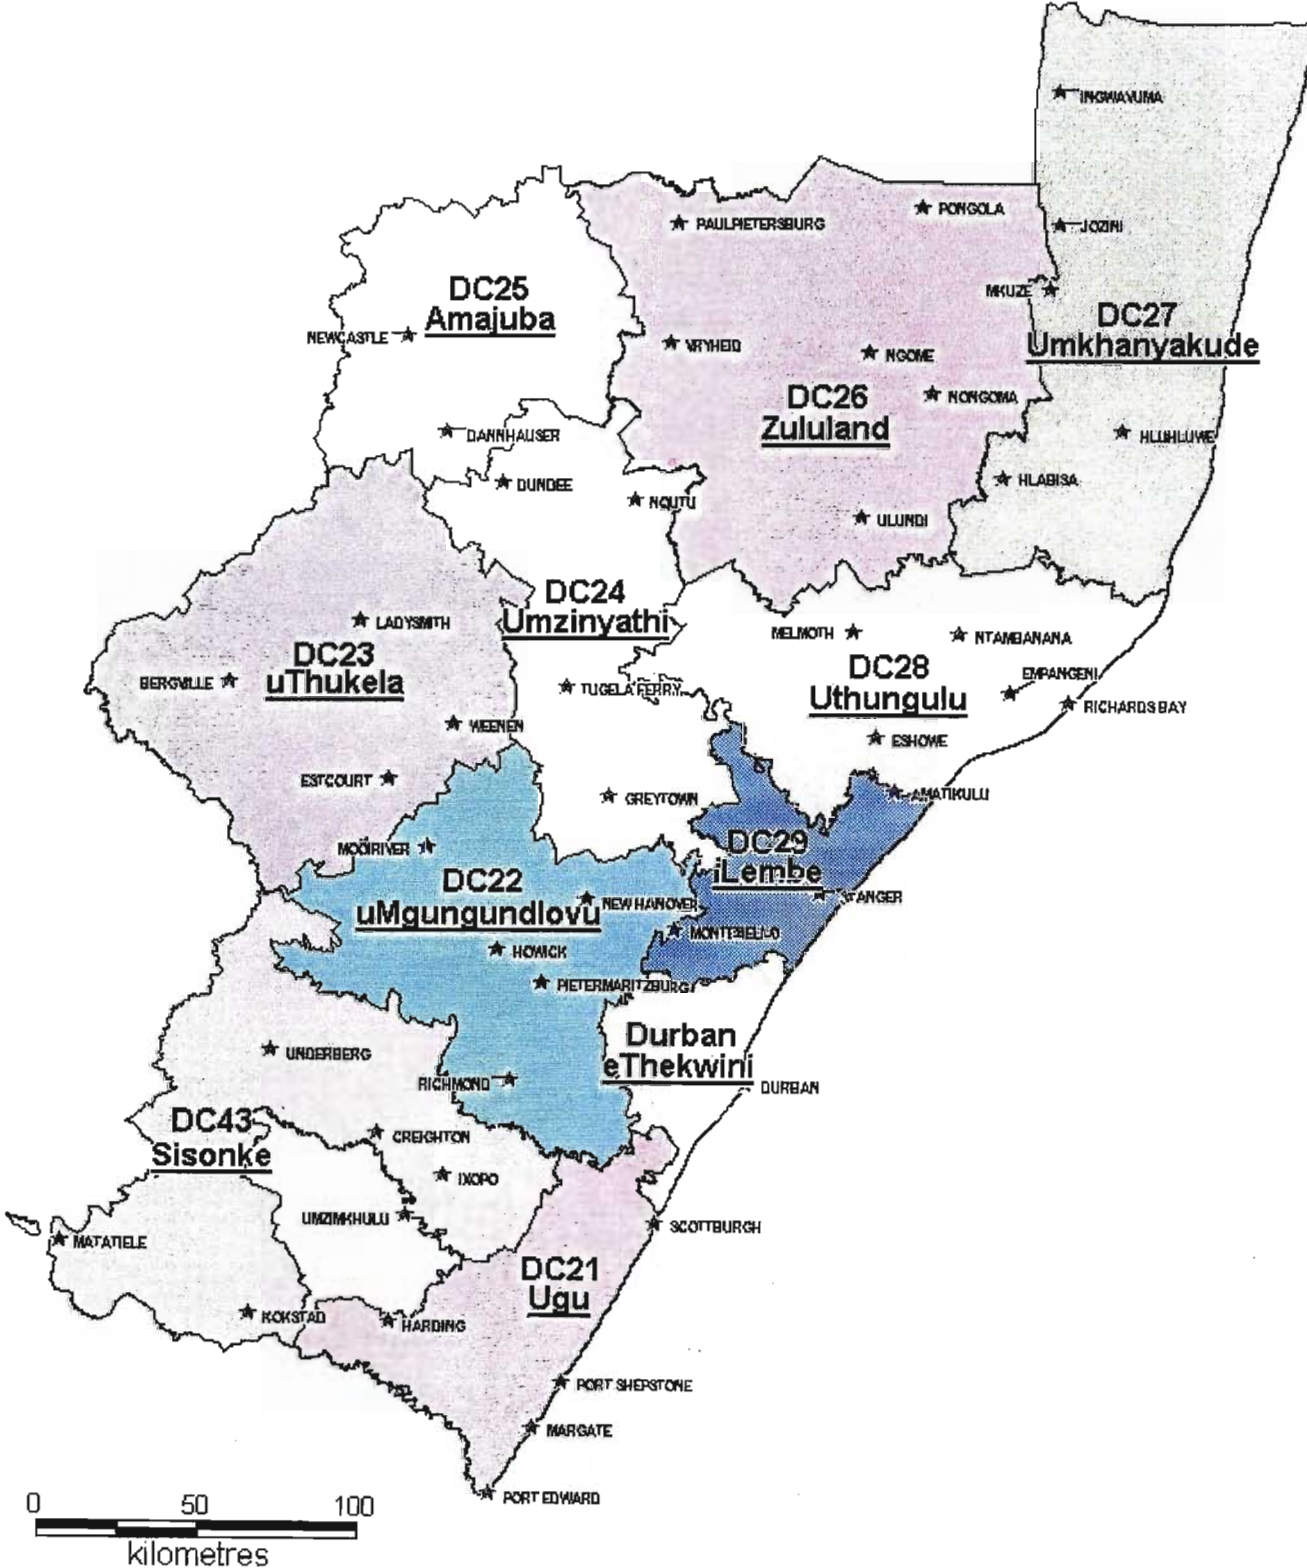 INGWAVUMA
PONGOLA
PAULPIETERSBURG
JOZINI
DC25
Amajuba
MKUZE
DC27
Umkhanyakude
NEWCASTLE
VRYHEID
NGOME
DC26
Zululand
NONGOMA
DANNHAUSER
HLUHLUWE
DUNDEE
HLABISA
NQUTU
ULUNDI
DC24
Umzinyathi
LADYSMITH
MELMOTH
NTAMBANANA
DC23
uThukela
DC28
Uthungulu
EMPANGENI
BERGVILLE
TUGELA FERRY
RICHARDS BAY
WEENEN
ESHOWE
ESTCOURT
GREYTOWN
AMATIKULU
MOOIRIVER
DC29
iLembe
DC22
uMgungundlovu
NEW HANOVER
STANGER
MONTEBELLO
HOWICK
PIETERMARITZBURG
Durban
eThekwini
UNDERBERG
RICHMOND
DURBAN
DC43
Sisonke
CREIGHTON
IXOPO
UMZIMKHULU
SCOTTBURGH
MATATIELE
DC21
Ugu
KOKSTAD
HARDING
PORT SHEPSTONE
MARGATE
PORT EDWARD
0 50 100
kilometres